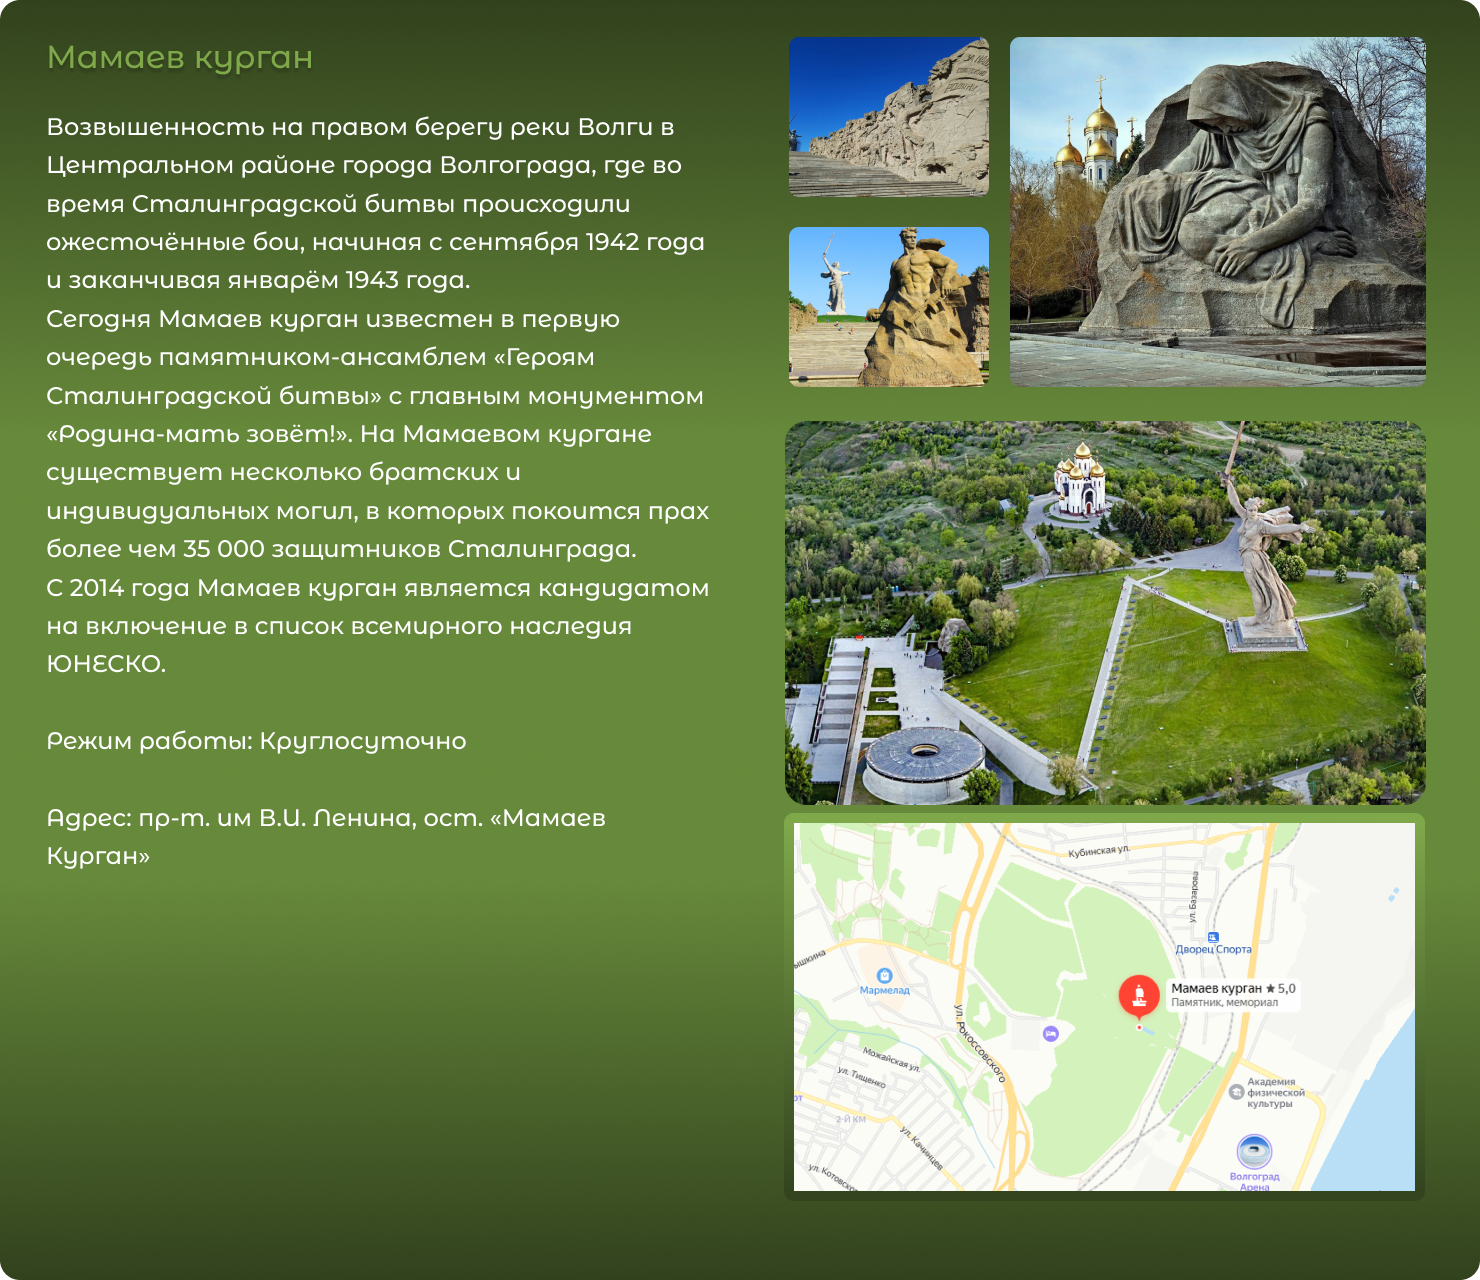 Мамаев курган
Возвышенность на правом берегу реки Волги в
Центральном районе города Волгограда, где во
время Сталинградской битвы происходили
ожесточённые бои, начиная с сентября 1942 года
и заканчивая январём 1943 года.
Сегодня Мамаев курган известен в первую
очередь памятником-ансамблем «Героям
Сталинградской битвы» с главным монументом
«Родина-мать зовёт!». На Мамаевом кургане
существует несколько братских и
индивидуальных могил, в которых покоится прах
более чем 35 000 защитников Сталинграда.
С 2014 года Мамаев курган является кандидатом
на включение в список всемирного наследия
ЮНЕСКО.
Режим работы: Круглосуточно
Адрес: пр-т. им В.И. Ленина, ост. «Мамаев
Курган»
Кубинская ул.
ул. Базарова
Дворец Спорта
ышкина
Мармелад
Мамаев курган ★ 5,0
Памятник, мемориал
ул. Рокоссовского
Можайская ул.
ул. Тищенко
Академия
физической
культуры
рт
2-Й КМ
ул. Качинцев
ул. Котовско
Волгоград
Арена